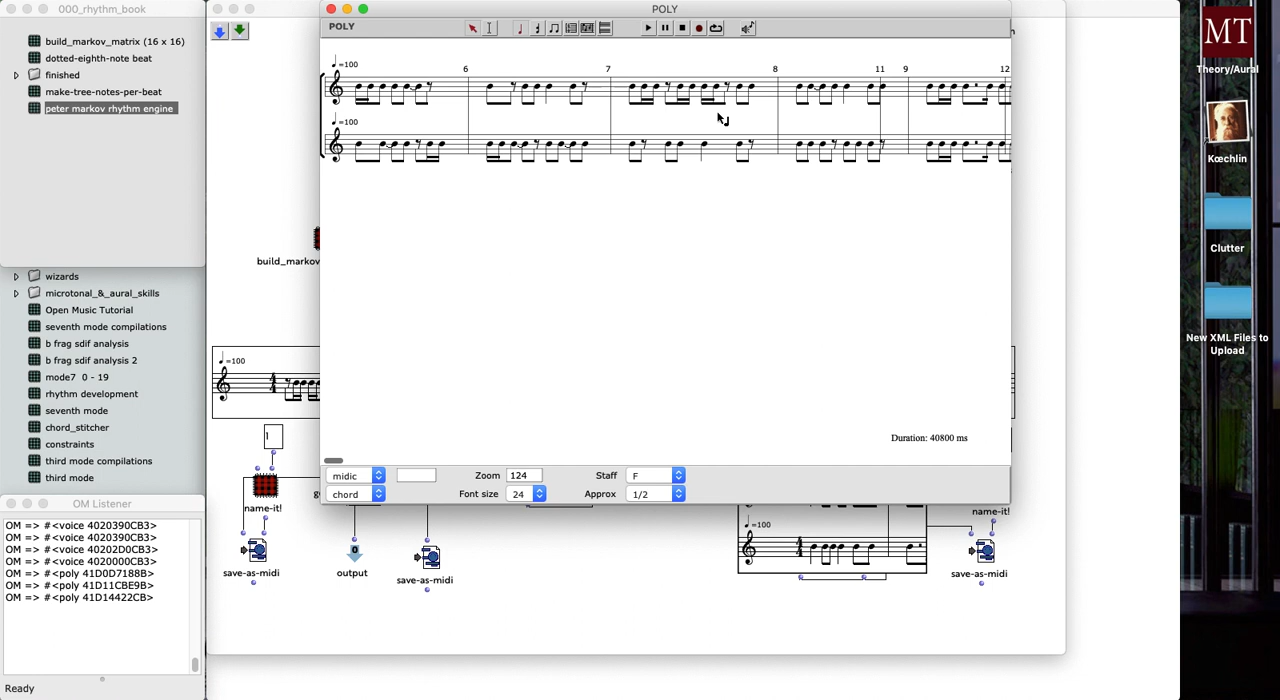 000_rhythm_book
build_markov_matrix (16 x 16)
dotted-eighth-note beat
finished
make-tree-notes-per-beat
peter markov rhythm engine
wizards
microtonal_&_aural_skills
Open Music Tutorial
seventh mode compilations
b frag sdif analysis
b frag sdif analysis 2
mode7 0 - 19
rhythm development
seventh mode
chord_stitcher
constraints
third mode compilations
third mode
OM Listener
OM => #<voice 4020390CB3>
OM => #<voice 4020390CB3>
OM => #<voice 40202D0CB3>
OM => #<voice 4020000CB3>
OM => #<poly 41D0D7188B>
OM => #<poly 41D11CBE9B>
OM => #<poly 41D14422CB>
Ready
POLY
POLY
=100
6 7 8 11 9 12
=100
Duration: 40800 ms
midic
Zoom 124
Staff F
chord
Font size 24
Approx 1/2
build_markov
=100
1
name-it!
save-as-midi
g
0
output
save-as-midi
=100
name-it!
save-as-midi
MT
Theory/Aural
Kœchlin
Clutter
New XML Files to
Upload